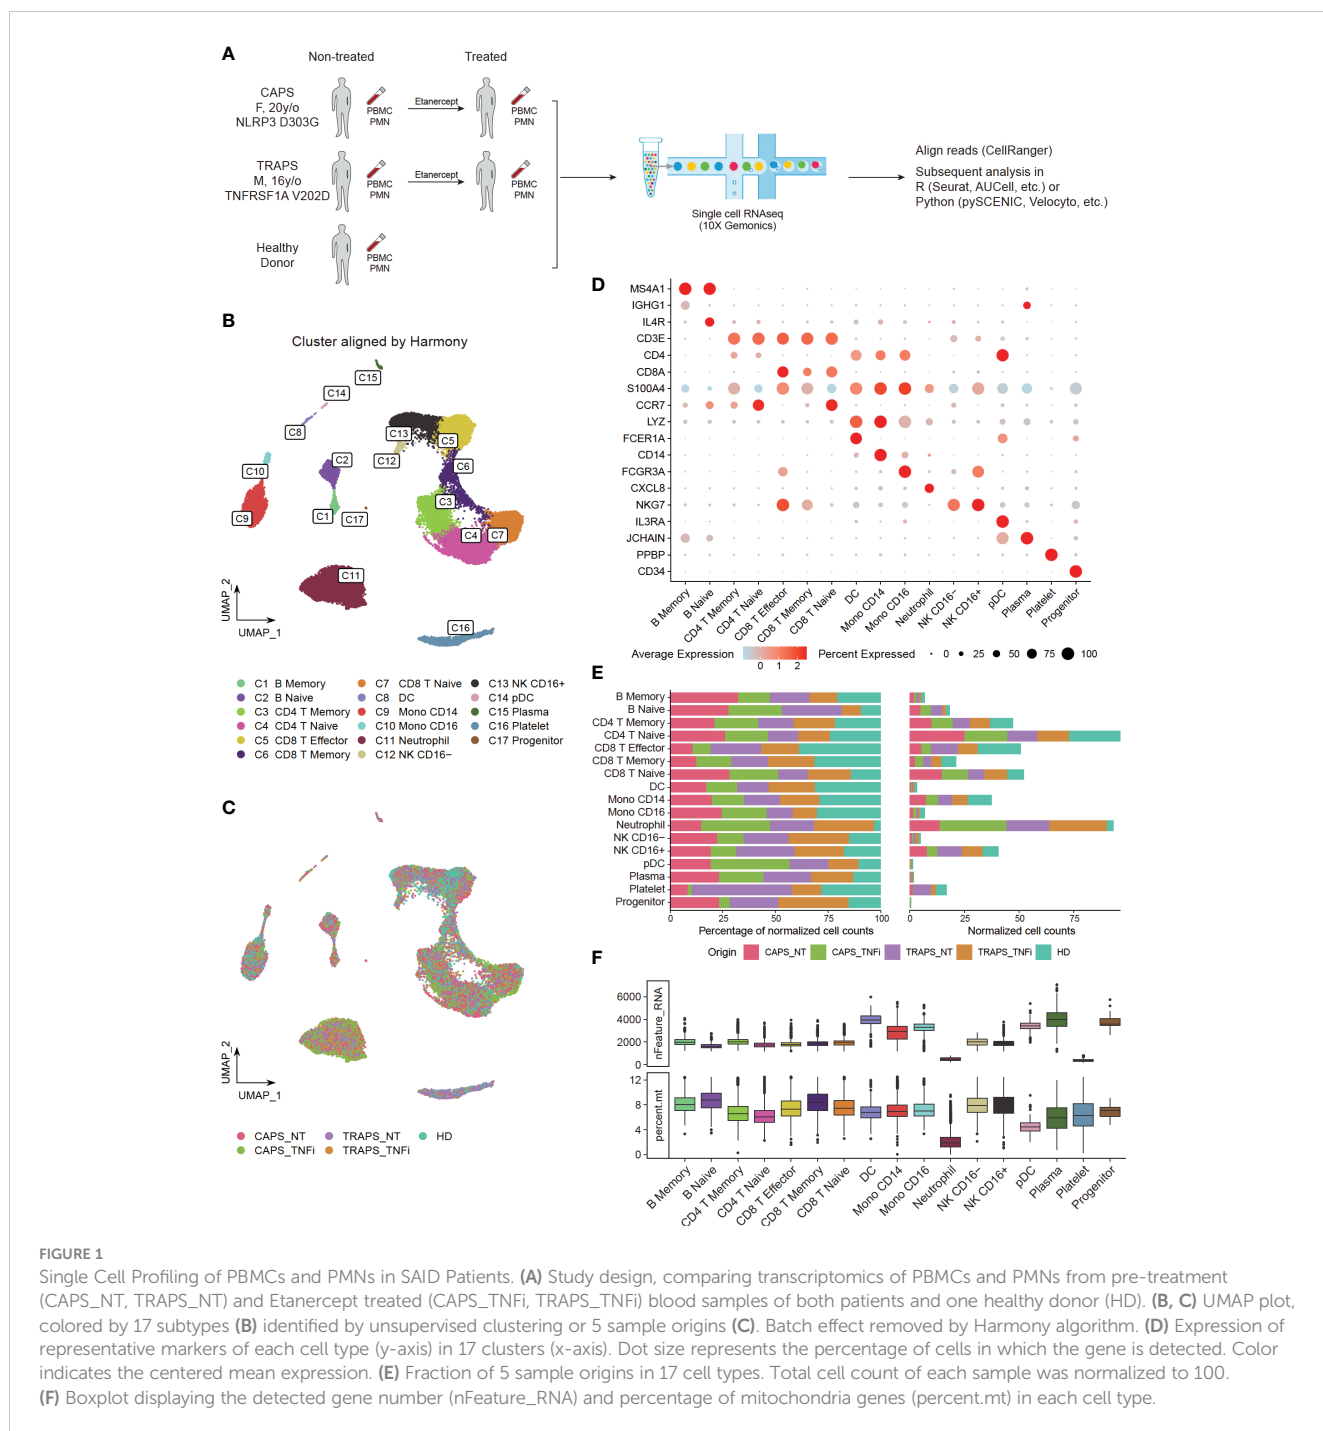 A
Non-treated
Treated
CAPS
F, 20y/o
NLRP3 D303G
PBMC
PMN
Etanercept
PBMC
PMN
TRAPS
M, 16y/o
TNFRSF1A V202D
PBMC
PMN
Etanercept
PBMC
PMN
Healthy
Donor
PBMC
PMN
Single cell RNAseq
(10X Gemonics)
Align reads (CellRanger)
Subsequent analysis in
R (Seurat, AUCell, etc.) or
Python (pySCENIC, Velocyto, etc.)
B
Cluster aligned by Harmony
C15
C14
C8
C13
C5
C12
C10
C2
C6
C9
C1
C17
C3
C4
C7
C11
C16
UMAP_2
UMAP_1
C1 B Memory
C2 B Naive
C3 CD4 T Memory
C4 CD4 T Naive
C5 CD8 T Effector
C6 CD8 T Memory
C7 CD8 T Naive
C8 DC
C9 Mono CD14
C10 Mono CD16
C11 Neutrophil
C12 NK CD16−
C13 NK CD16+
C14 pDC
C15 Plasma
C16 Platelet
C17 Progenitor
C
UMAP_2
UMAP_1
CAPS_NT
CAPS_TNFi
TRAPS_NT
TRAPS_TNFi
HD
D
MS4A1
IGHG1
IL4R
CD3E
CD4
CD8A
S100A4
CCR7
LYZ
FCER1A
CD14
FCGR3A
CXCL8
NKG7
IL3RA
JCHAIN
PPBP
CD34
B Memory
B Naive
CD4 T Memory
CD4 T Naive
CD8 T Effector
CD8 T Memory
CD8 T Naive
DC
Mono CD14
Mono CD16
Neutrophil
NK CD16−
NK CD16+
pDC
Plasma
Platelet
Progenitor
Average Expression
0 1 2
Percent Expressed
0 25 50 75 100
E
B Memory
B Naive
CD4 T Memory
CD4 T Naive
CD8 T Effector
CD8 T Memory
CD8 T Naive
DC
Mono CD14
Mono CD16
Neutrophil
NK CD16−
NK CD16+
pDC
Plasma
Platelet
Progenitor
0 25 50 75 100
Percentage of normalized cell counts
0 25 50 75
Normalized cell counts
Origin CAPS_NT CAPS_TNFi TRAPS_NT TRAPS_TNFi HD
F
nFeature_RNA
6000
4000
2000
0
percent.mt
12
8
4
0
B Memory
B Naive
CD4 T Memory
CD4 T Naive
CD8 T Effector
CD8 T Memory
CD8 T Naive
DC
Mono CD14
Mono CD16
Neutrophil
NK CD16−
NK CD16+
pDC
Plasma
Platelet
Progenitor
FIGURE 1
Single Cell Profiling of PBMCs and PMNs in SAID Patients. (A) Study design, comparing transcriptomics of PBMCs and PMNs from pre-treatment
(CAPS_NT, TRAPS_NT) and Etanercept treated (CAPS_TNFi, TRAPS_TNFi) blood samples of both patients and one healthy donor (HD). (B, C) UMAP plot,
colored by 17 subtypes (B) identified by unsupervised clustering or 5 sample origins (C). Batch effect removed by Harmony algorithm. (D) Expression of
representative markers of each cell type (y-axis) in 17 clusters (x-axis). Dot size represents the percentage of cells in which the gene is detected. Color
indicates the centered mean expression. (E) Fraction of 5 sample origins in 17 cell types. Total cell count of each sample was normalized to 100.
(F) Boxplot displaying the detected gene number (nFeature_RNA) and percentage of mitochondria genes (percent.mt) in each cell type.